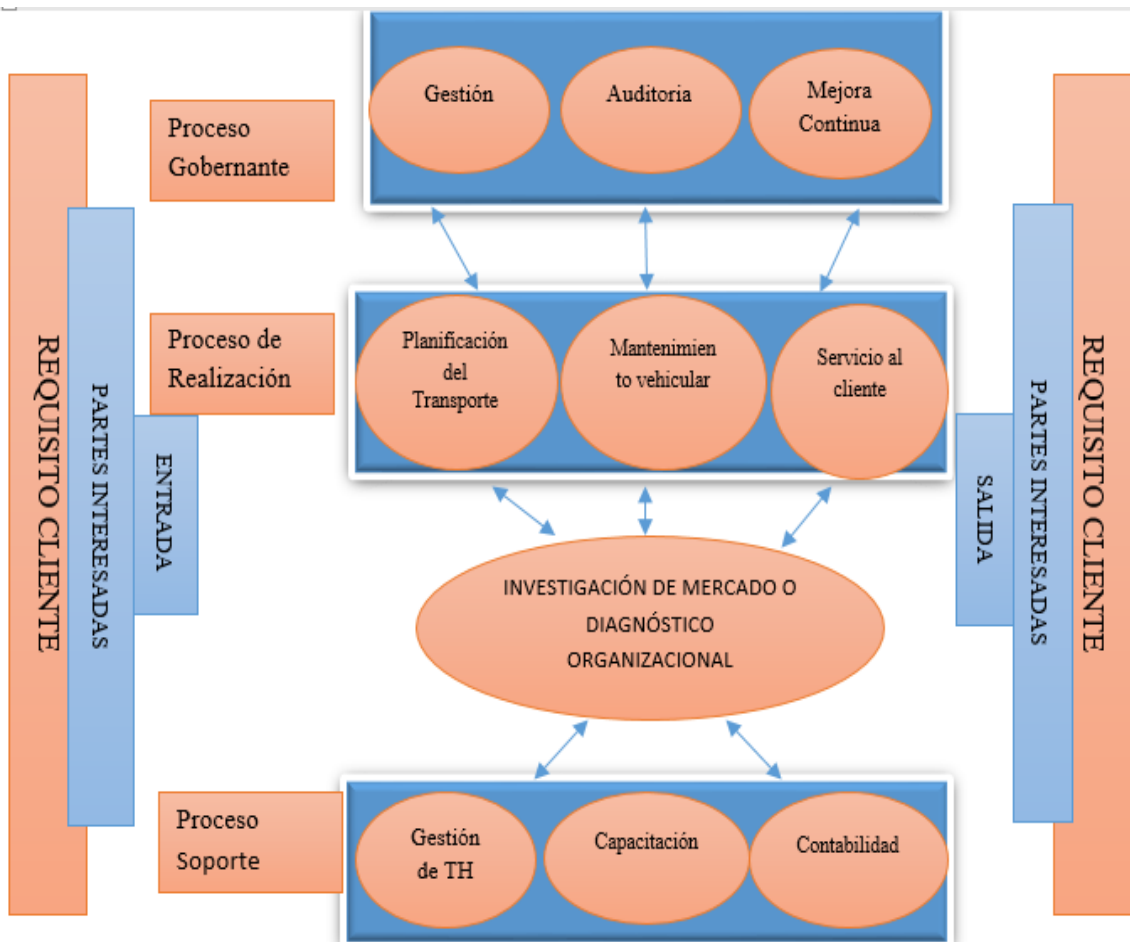 Gestión
Auditoria
Mejora
Continua
Proceso
Gobernante
Planificación
del
Transporte
Mantenimien
to vehicular
Servicio al
cliente
Proceso de
Realización
REQUISITO CLIENTE
PARTES INTERESADAS
ENTRADA
SALIDA
PARTES INTERESADAS
REQUISITO CLIENTE
INVESTIGACIÓN DE MERCADO O
DIAGNÓSTICO
ORGANIZACIONAL
Proceso
Soporte
Gestión
de TH
Capacitación
Contabilidad